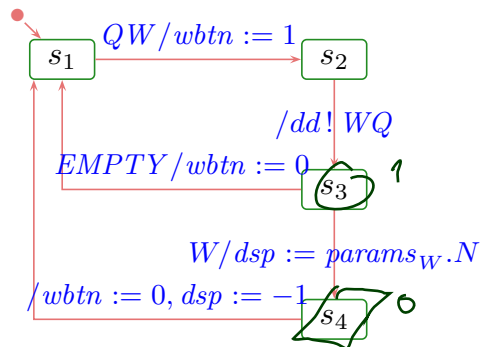 QW/wbtn := 1
s₁ s₂
/dd ! WQ
EMPTY/wbtn := 0
s₃ 1
W/dsp := params_W.N
/wbtn := 0, dsp := −1
s₄ 0